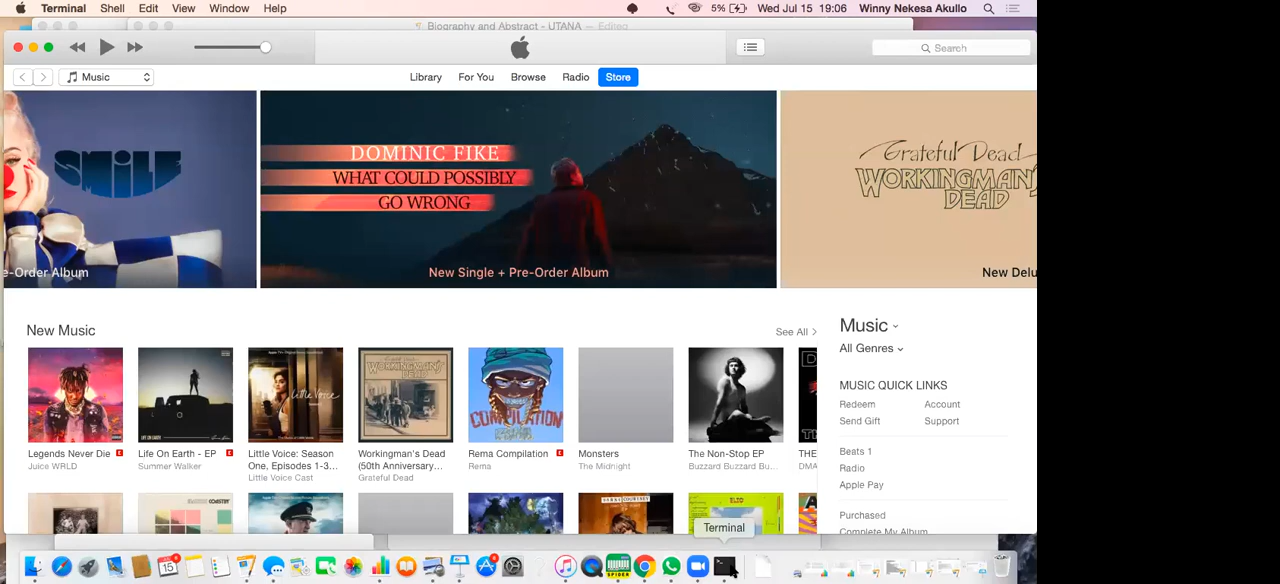 Terminal Shell Edit View Window Help 5% Wed Jul 15 19:06 Winny Nekesa Akullo
Biography and Abstract - UTANA — Edited
Search
Music Library For You Browse Radio Store
SMILE
e-Order Album
DOMINIC FIKE
WHAT COULD POSSIBLY
GO WRONG
New Single + Pre-Order Album
Grateful Dead
WORKINGMAN'S
DEAD
New Delu
New Music
See All >
Legends Never Die E
Juice WRLD
Life On Earth - EP E
Summer Walker
Little Voice: Season
One, Episodes 1-3...
Little Voice Cast
Workingman's Dead
(50th Anniversary...
Grateful Dead
Rema Compilation E
Rema
Monsters
The Midnight
The Non-Stop EP
Buzzard Buzzard Bu...
THE
DMA
Music
All Genres
MUSIC QUICK LINKS
Redeem Account
Send Gift Support
Beats 1
Radio
Apple Pay
Purchased
Complete My Album
Terminal
15
SPIDER